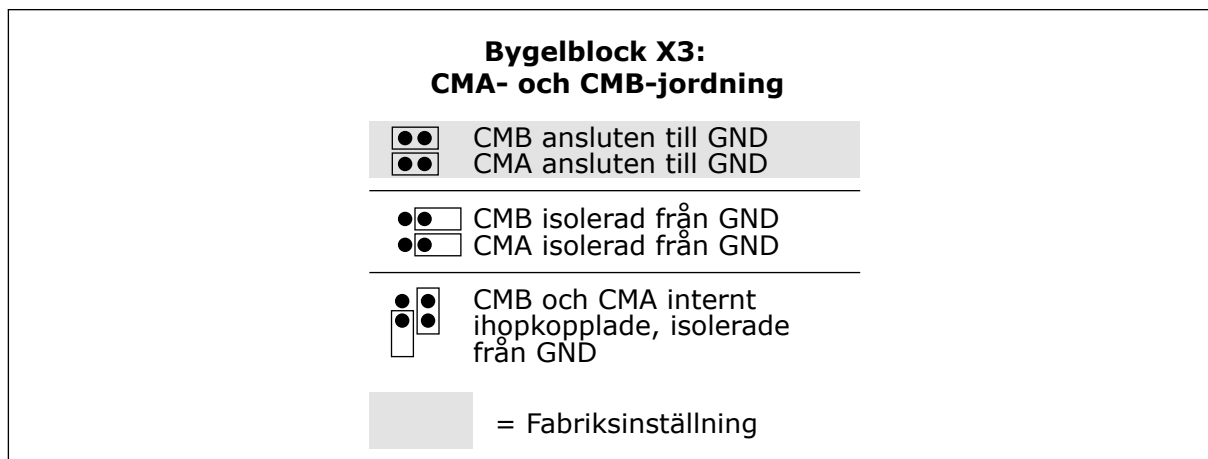 Bygelblock X3:
CMA- och CMB-jordning
CMB ansluten till GND
CMA ansluten till GND
CMB isolerad från GND
CMA isolerad från GND
CMB och CMA internt
ihopkopplade, isolerade
från GND
= Fabriksinställning